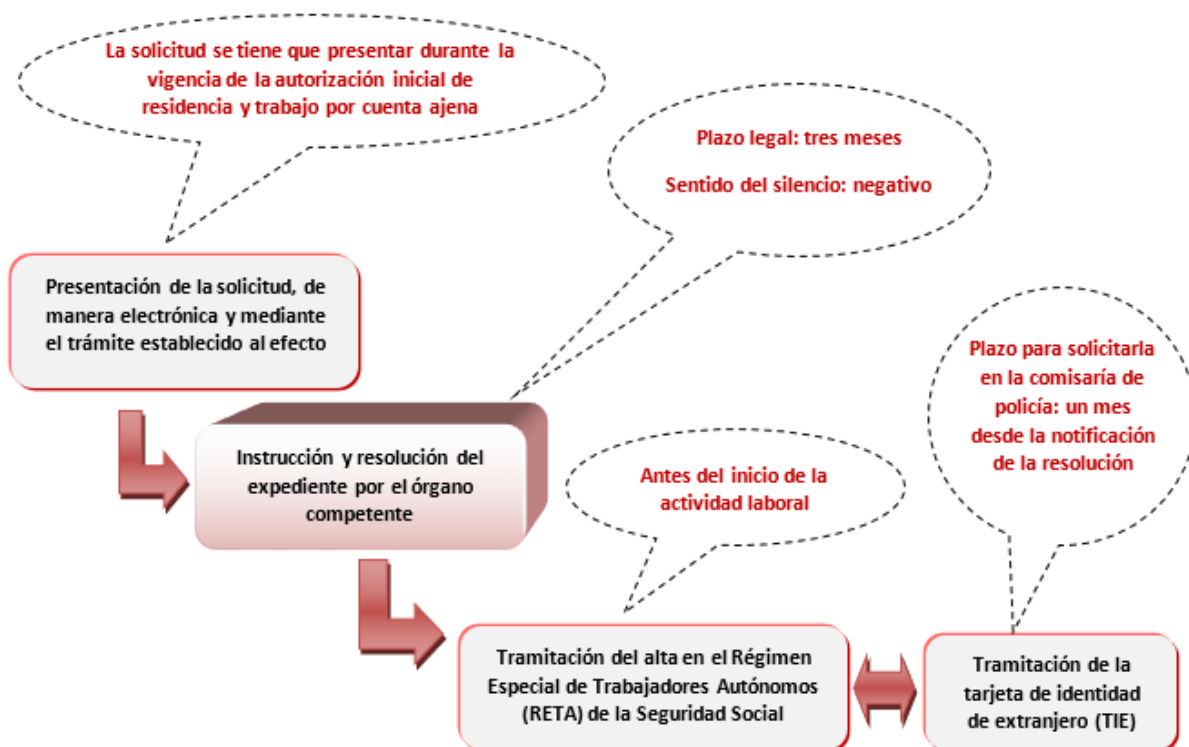 La solicitud se tiene que presentar durante la
vigencia de la autorización inicial de
residencia y trabajo por cuenta ajena
Plazo legal: tres meses
Sentido del silencio: negativo
Presentación de la solicitud, de
manera electrónica y mediante
el trámite establecido al efecto
Plazo para solicitarla
en la comisaría de
policía: un mes
desde la notificación
de la resolución
Instrucción y resolución del
expediente por el órgano
competente
Antes del inicio de la
actividad laboral
Tramitación del alta en el Régimen
Especial de Trabajadores Autónomos
(RETA) de la Seguridad Social
Tramitación de la
tarjeta de identidad
de extranjero (TIE)